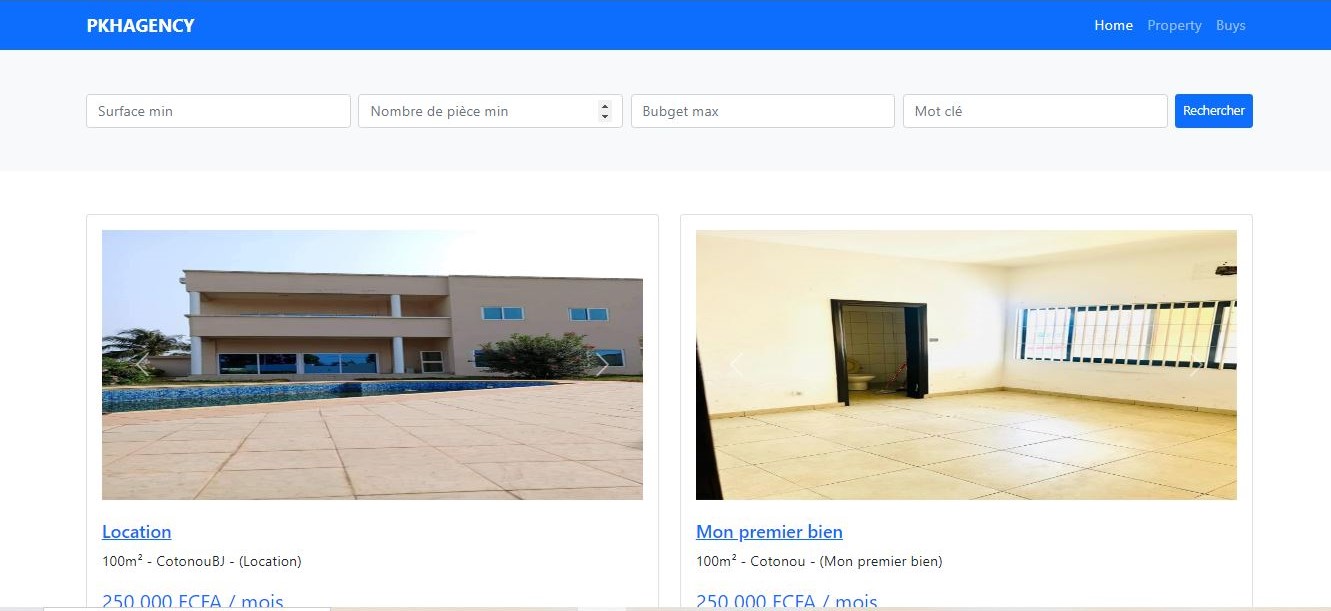 PKHAGENCY Home Property Buys
Surface min Nombre de pièce min Bubget max Mot clé Rechercher
Location
100m² - CotonouBJ - (Location)
250 000 FCFA / mois
Mon premier bien
100m² - Cotonou - (Mon premier bien)
250 000 FCFA / mois